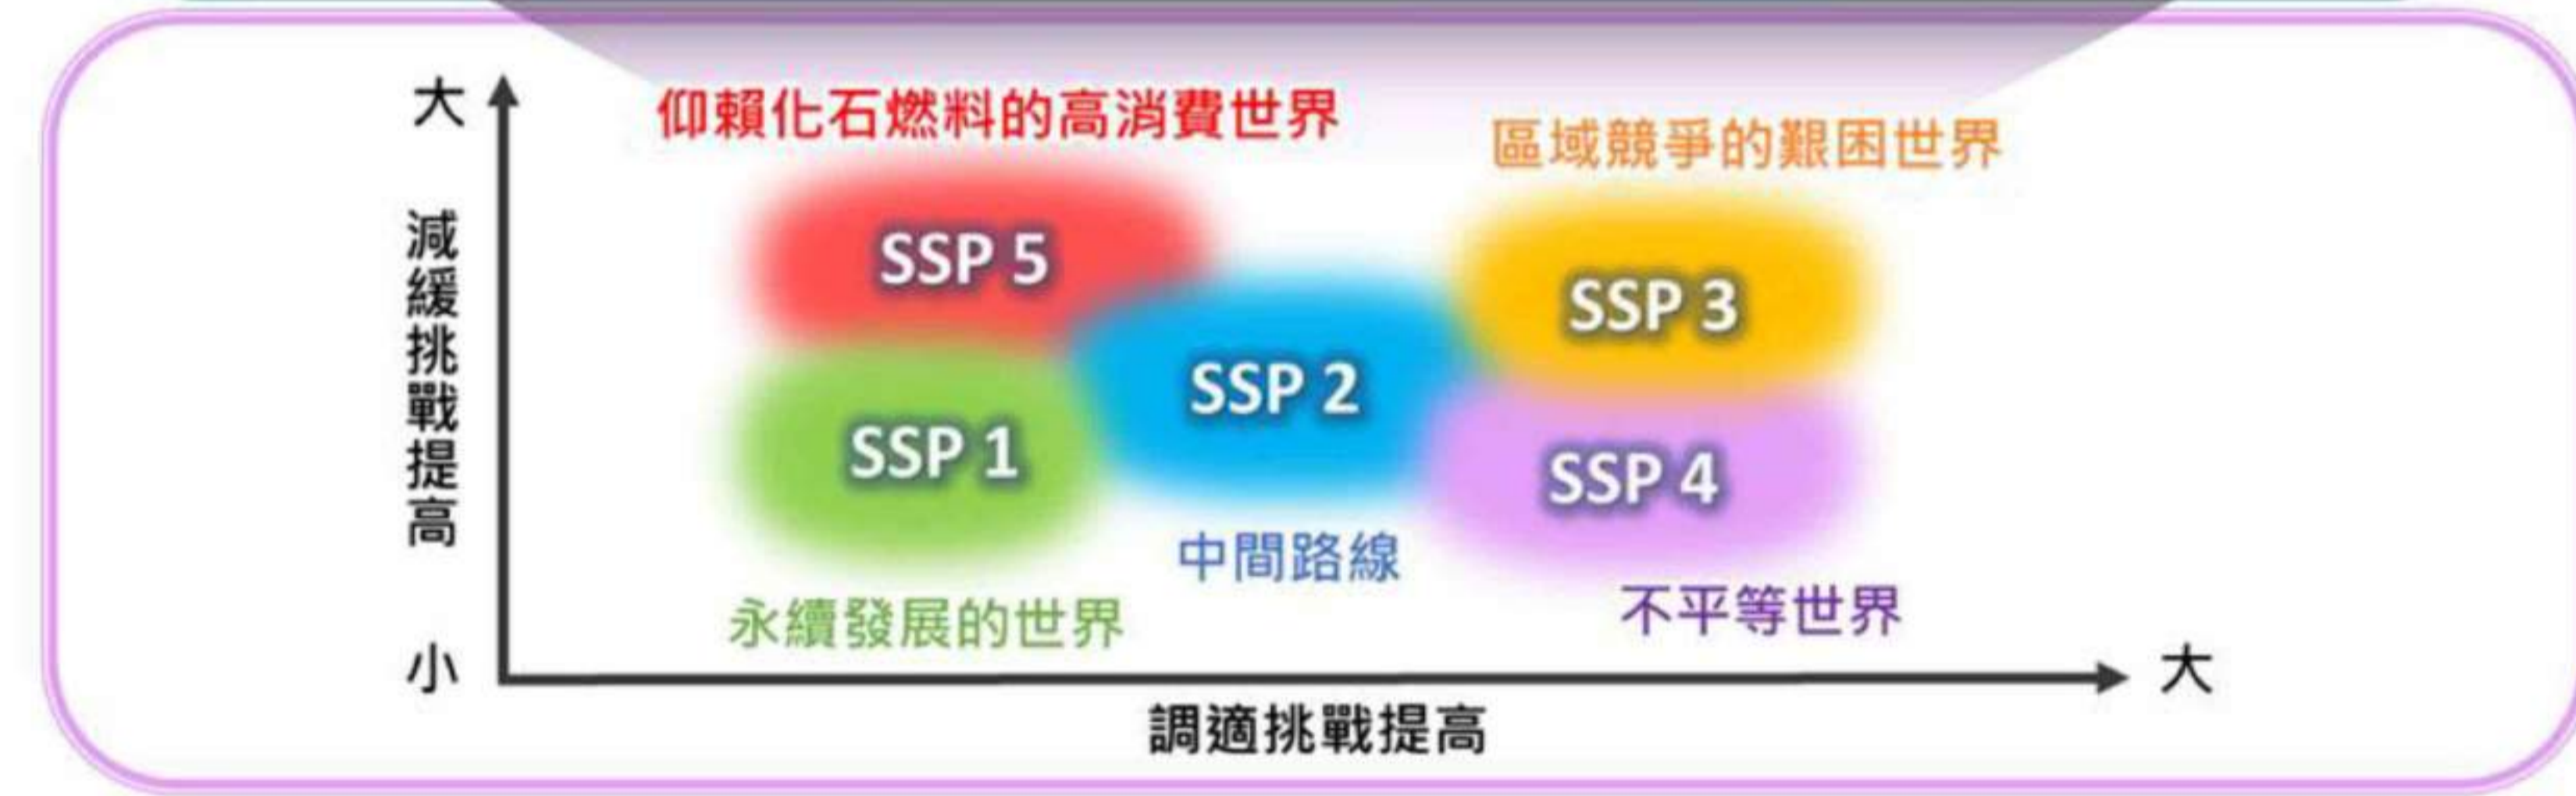 大
仰賴化石燃料的高消費世界
區域競爭的艱困世界
減緩挑戰提高
SSP 5
SSP 3
SSP 2
SSP 1
SSP 4
中間路線
永續發展的世界
不平等世界
小
大
調適挑戰提高